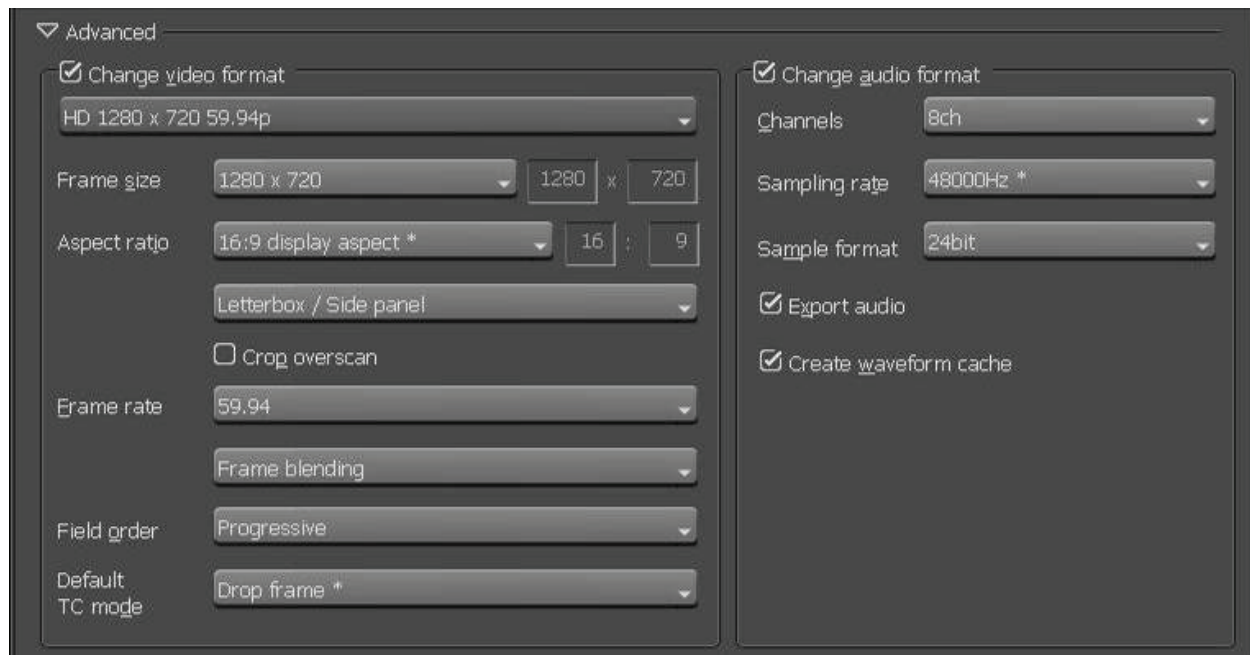 Advanced
Change video format
HD 1280 x 720 59.94p
Frame size 1280 x 720 1280 x 720
Aspect ratio 16:9 display aspect * 16 : 9
Letterbox / Side panel
Crop overscan
Frame rate 59.94
Frame blending
Field order Progressive
Default
TC mode Drop frame *
Change audio format
Channels 8ch
Sampling rate 48000Hz *
Sample format 24bit
Export audio
Create waveform cache